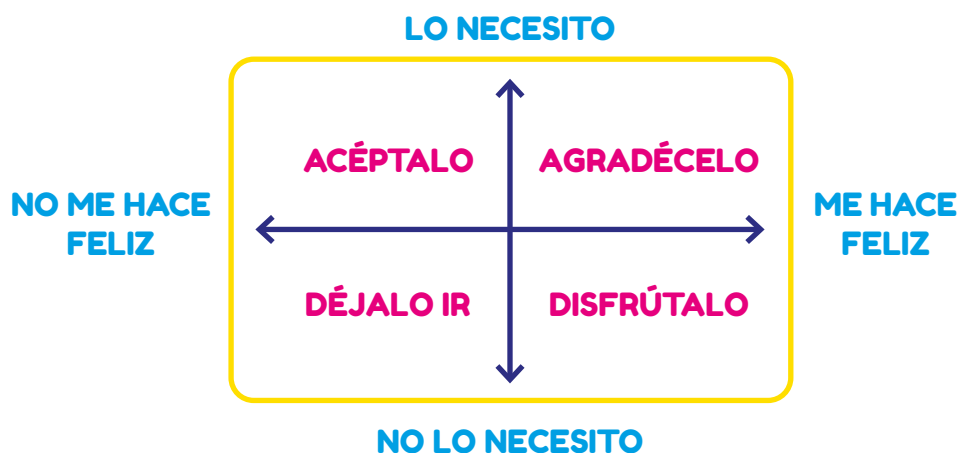 LO NECESITO
ACÉPTALO
AGRADÉCELO
NO ME HACE
FELIZ
ME HACE
FELIZ
DÉJALO IR
DISFRÚTALO
NO LO NECESITO